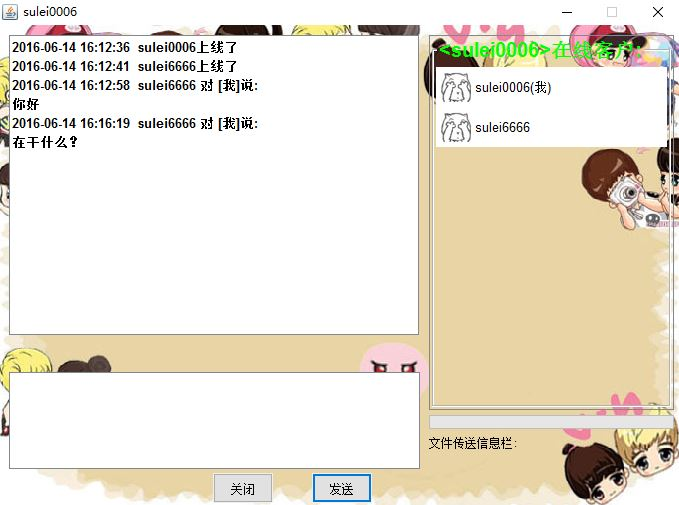 sulei0006
2016-06-14 16:12:36 sulei0006上线了
2016-06-14 16:12:41 sulei6666上线了
2016-06-14 16:12:58 sulei6666 对 [我]说:
你好
2016-06-14 16:16:19 sulei6666 对 [我]说:
在干什么?
<sulei0006>在线客户:
sulei0006(我)
sulei6666
文件传送信息栏:
关闭
发送